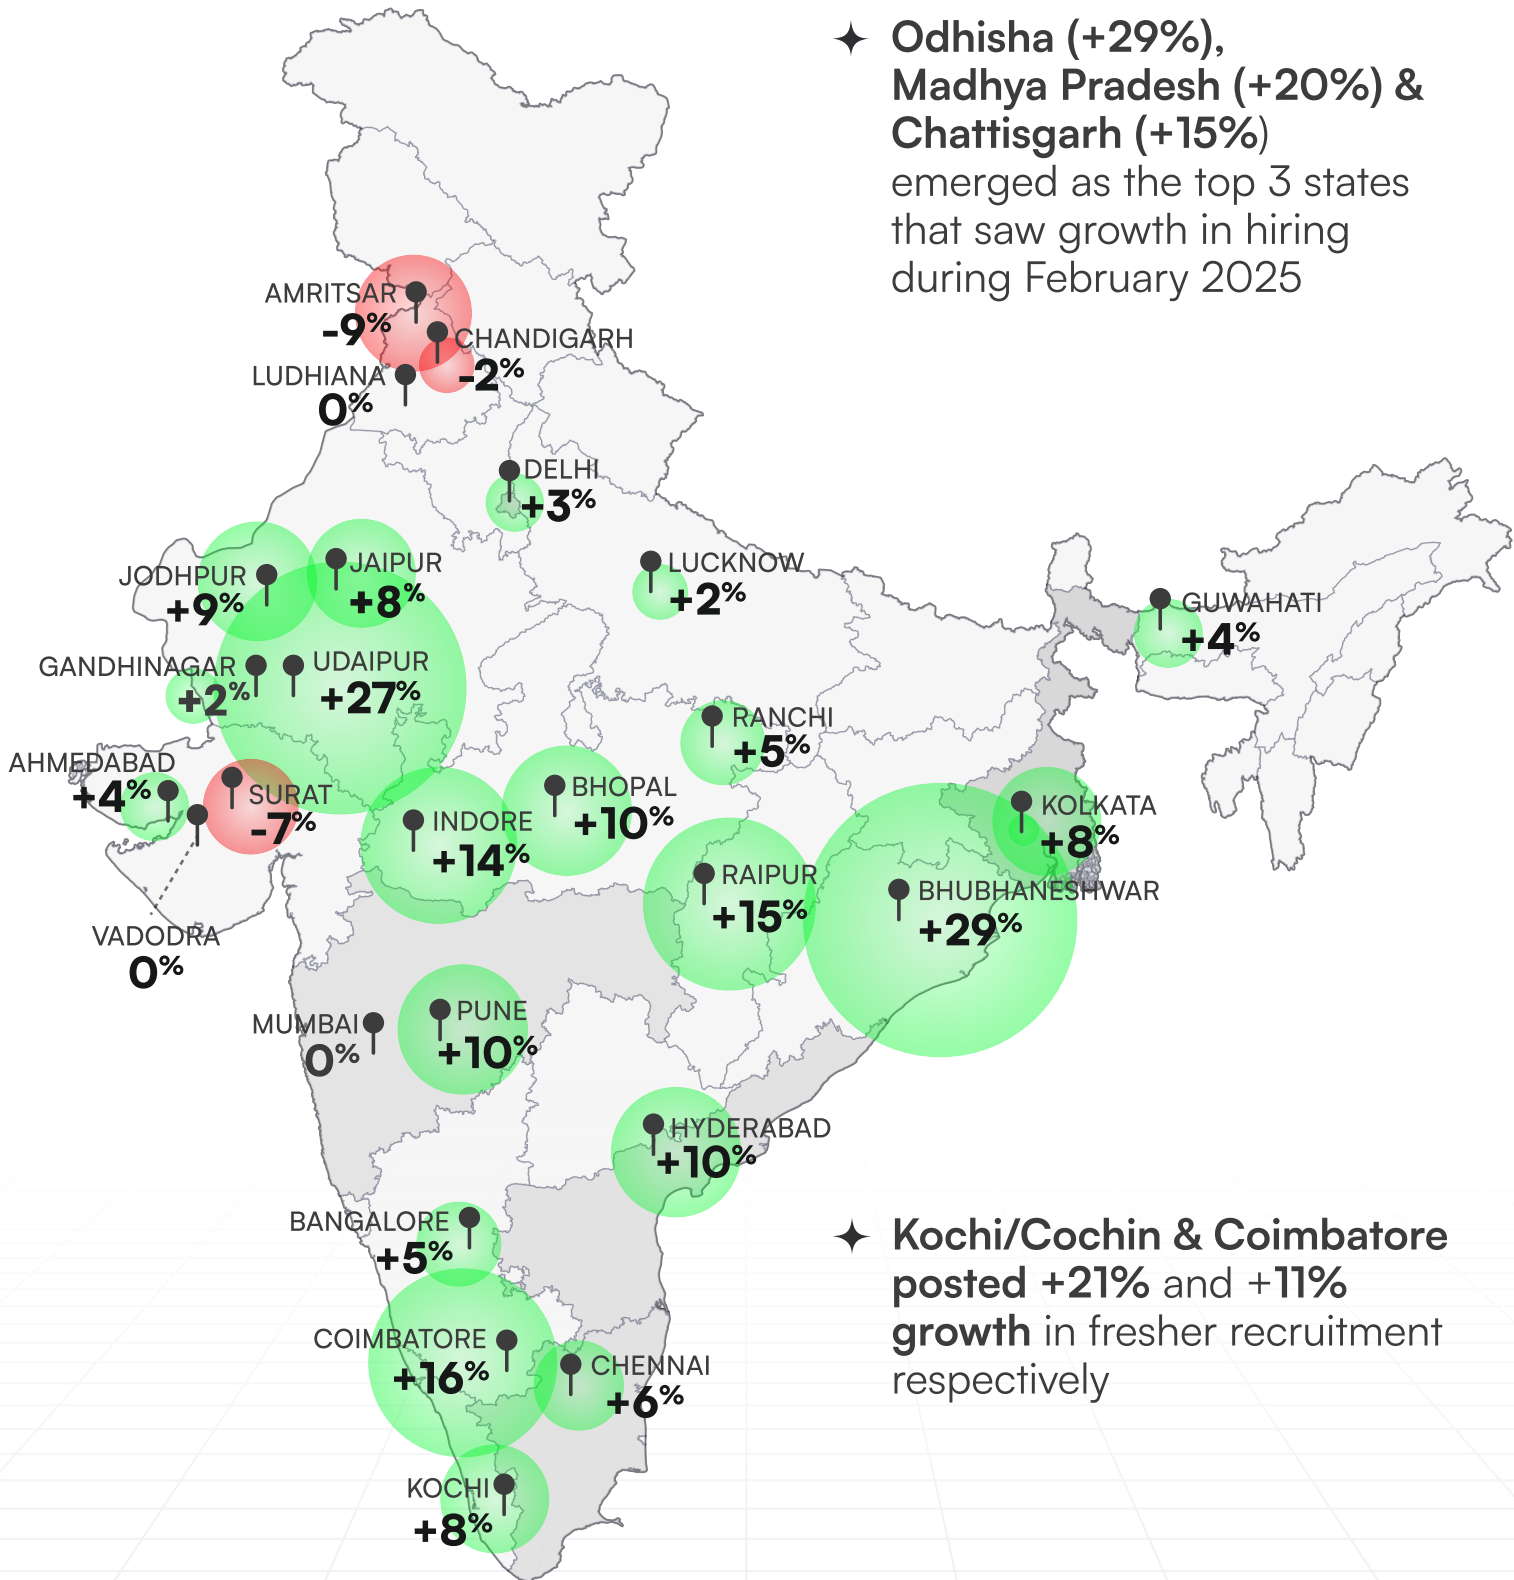 Odhisha (+29%),
Madhya Pradesh (+20%) &
Chattisgarh (+15%)
emerged as the top 3 states
that saw growth in hiring
during February 2025
AMRITSAR
-9%
CHANDIGARH
-2%
LUDHIANA
0%
DELHI
+3%
JODHPUR
+9%
JAIPUR
+8%
LUCKNOW
+2%
GUWAHATI
+4%
GANDHINAGAR
+2%
UDAIPUR
+27%
RANCHI
+5%
AHMEDABAD
+4%
SURAT
-7%
BHOPAL
+10%
INDORE
+14%
KOLKATA
+8%
RAIPUR
+15%
BHUBHANESHWAR
+29%
VADODRA
0%
MUMBAI
0%
PUNE
+10%
HYDERABAD
+10%
BANGALORE
+5%
Kochi/Cochin & Coimbatore
posted +21% and +11%
growth in fresher recruitment
respectively
COIMBATORE
+16%
CHENNAI
+6%
KOCHI
+8%